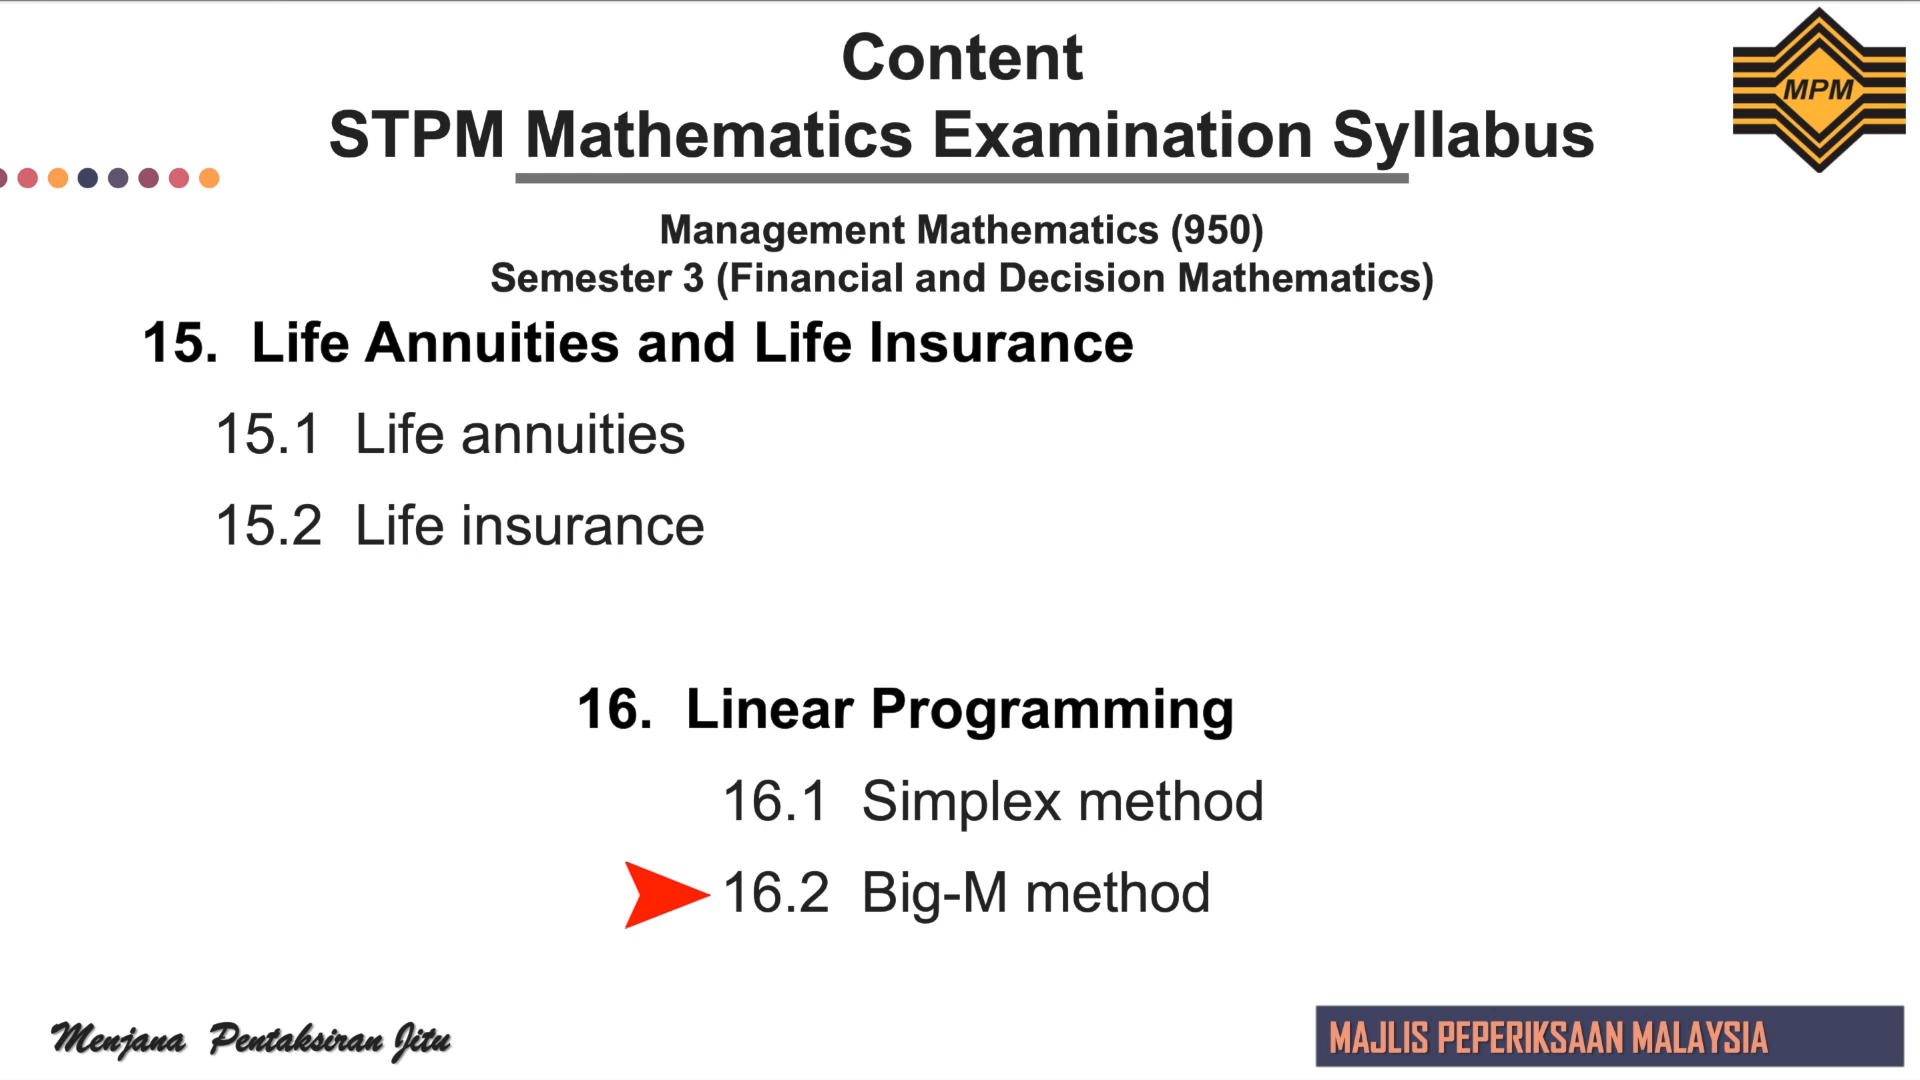 Content
STPM Mathematics Examination Syllabus
MPM
Management Mathematics (950)
Semester 3 (Financial and Decision Mathematics)
15. Life Annuities and Life Insurance
15.1 Life annuities
15.2 Life insurance
16. Linear Programming
16.1 Simplex method
16.2 Big-M method
Menjana Pentaksiran Jitu
MAJLIS PEPERIKSAAN MALAYSIA